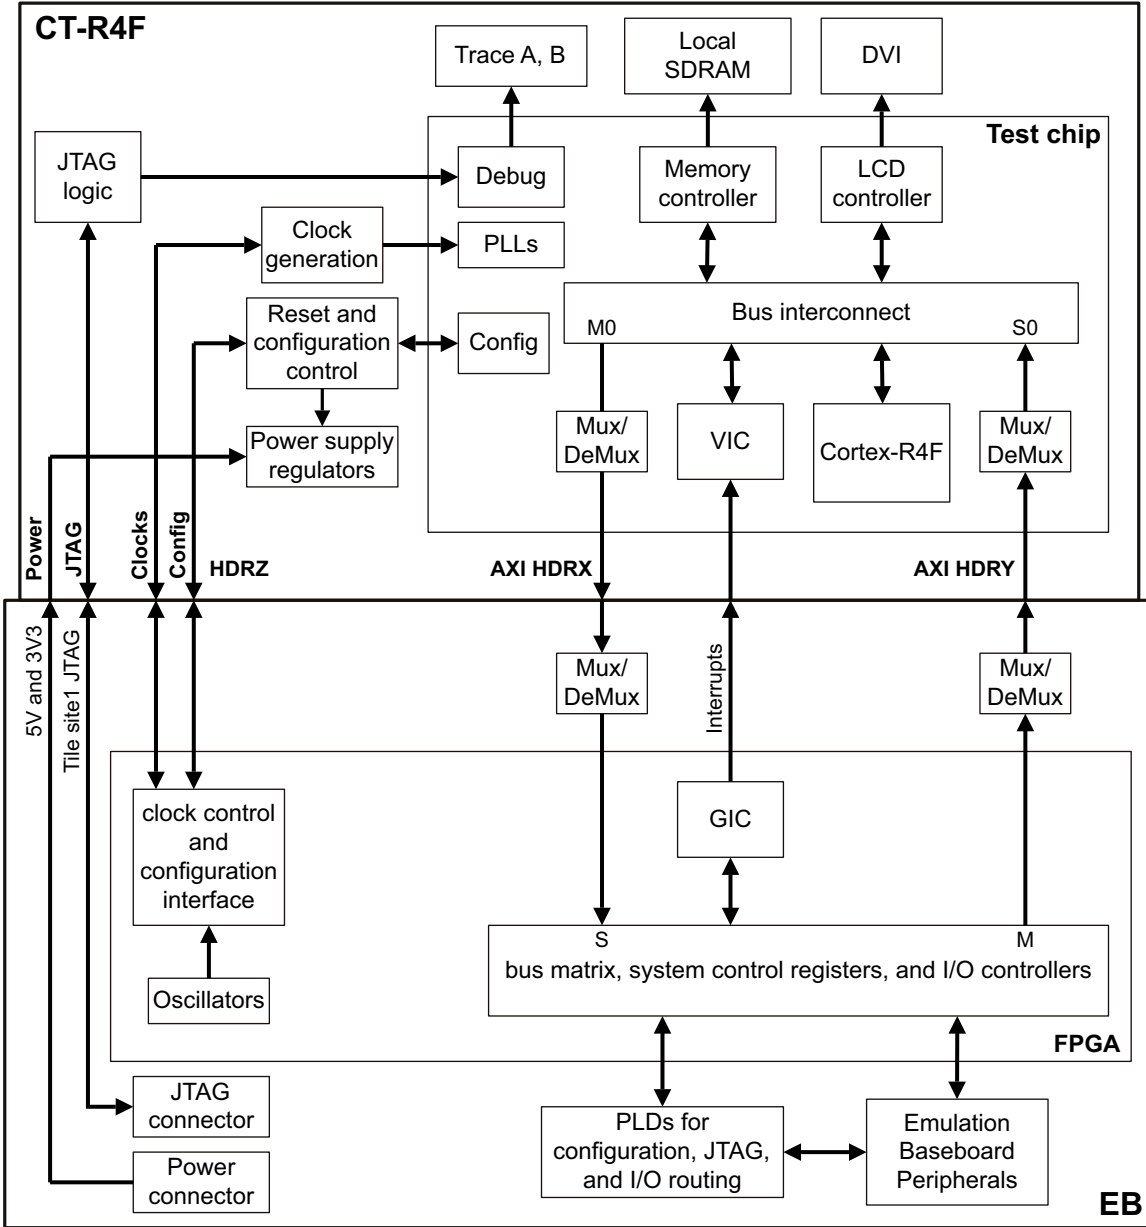 CT-R4F
Trace A, B
Local
SDRAM
DVI
Test chip
JTAG
logic
Debug
Memory
controller
LCD
controller
Clock
generation
PLLs
Reset and
configuration
control
Config
Bus interconnect
M0
S0
Power supply
regulators
Mux/
DeMux
VIC
Cortex-R4F
Mux/
DeMux
Power
JTAG
Clocks
Config
HDRZ
AXI HDRX
AXI HDRY
5V and 3V3
Tile site1 JTAG
Mux/
DeMux
Interrupts
Mux/
DeMux
clock control
and
configuration
interface
GIC
Oscillators
S
M
bus matrix, system control registers, and I/O controllers
FPGA
JTAG
connector
Power
connector
PLDs for
configuration, JTAG,
and I/O routing
Emulation
Baseboard
Peripherals
EB